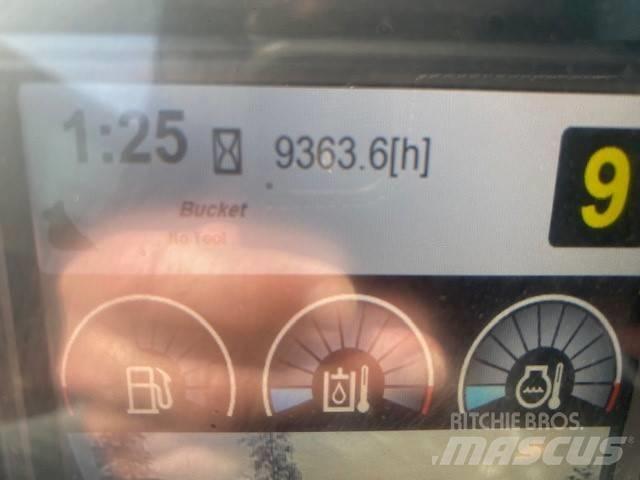 1:25 9363.6[h] 9
Bucket
No Tool
RITCHIE BROS.
MASCUS